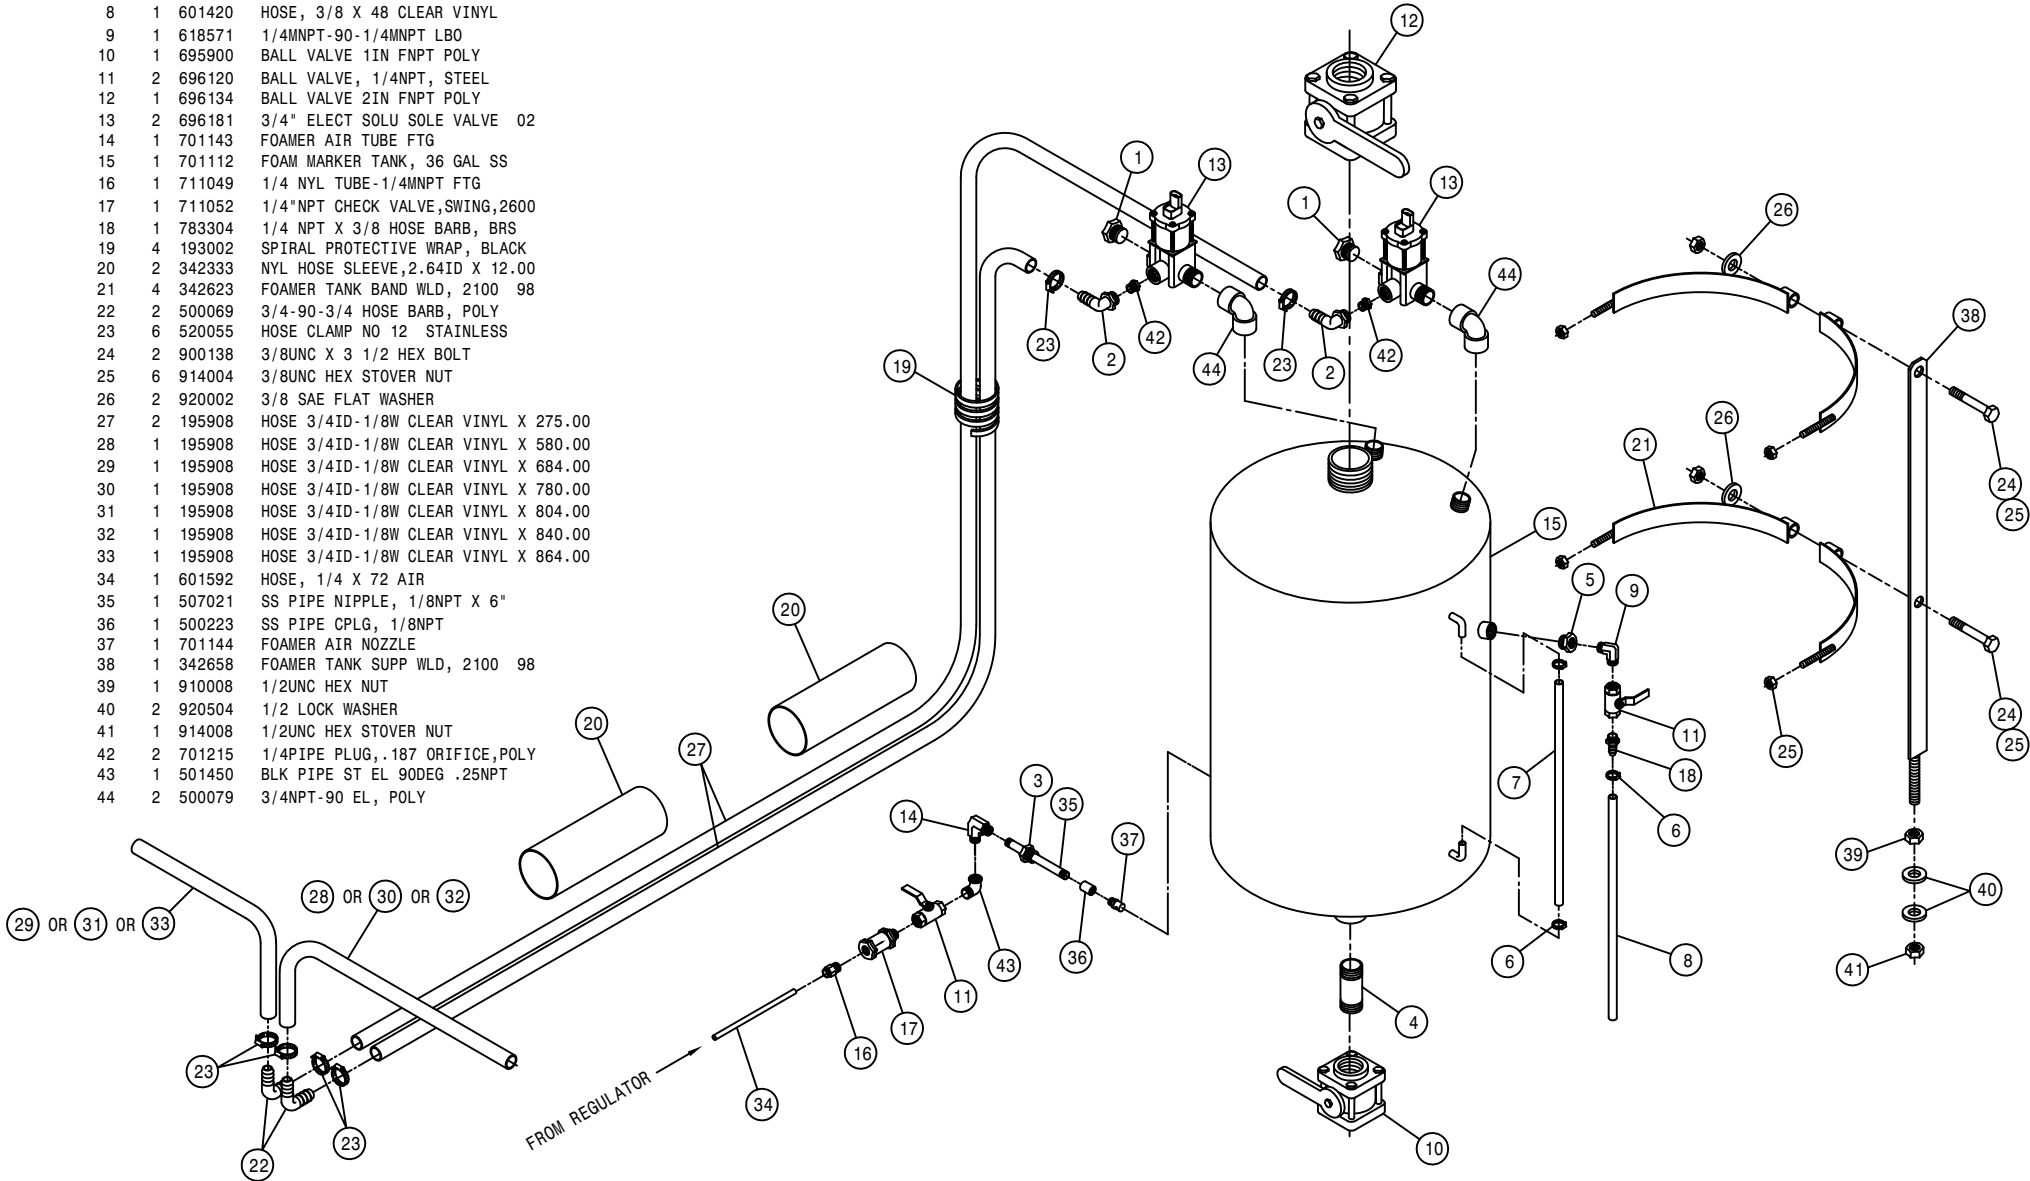 8 1 601420 HOSE, 3/8 X 48 CLEAR VINYL
9 1 618571 1/4MNPT-90-1/4MNPT LBO
10 1 695900 BALL VALVE 1IN FNPT POLY
11 2 696120 BALL VALVE, 1/4NPT, STEEL
12 1 696134 BALL VALVE 2IN FNPT POLY
13 2 696181 3/4" ELECT SOLU SOLE VALVE 02
14 1 701143 FOAMER AIR TUBE FTG
15 1 701112 FOAM MARKER TANK, 36 GAL SS
16 1 711049 1/4 NYL TUBE-1/4MNPT FTG
17 1 711052 1/4"NPT CHECK VALVE,SWING,2600
18 1 783304 1/4 NPT X 3/8 HOSE BARB, BRS
19 4 193002 SPIRAL PROTECTIVE WRAP, BLACK
20 2 342333 NYL HOSE SLEEVE,2.64ID X 12.00
21 4 342623 FOAMER TANK BAND WLD, 2100 98
22 2 500069 3/4-90-3/4 HOSE BARB, POLY
23 6 520055 HOSE CLAMP NO 12 STAINLESS
24 2 900138 3/8UNC X 3 1/2 HEX BOLT
25 6 914004 3/8UNC HEX STOVER NUT
26 2 920002 3/8 SAE FLAT WASHER
27 2 195908 HOSE 3/4ID-1/8W CLEAR VINYL X 275.00
28 1 195908 HOSE 3/4ID-1/8W CLEAR VINYL X 580.00
29 1 195908 HOSE 3/4ID-1/8W CLEAR VINYL X 684.00
30 1 195908 HOSE 3/4ID-1/8W CLEAR VINYL X 780.00
31 1 195908 HOSE 3/4ID-1/8W CLEAR VINYL X 804.00
32 1 195908 HOSE 3/4ID-1/8W CLEAR VINYL X 840.00
33 1 195908 HOSE 3/4ID-1/8W CLEAR VINYL X 864.00
34 1 601592 HOSE, 1/4 X 72 AIR
35 1 507021 SS PIPE NIPPLE, 1/8NPT X 6"
36 1 500223 SS PIPE CPLG, 1/8NPT
37 1 701144 FOAMER AIR NOZZLE
38 1 342658 FOAMER TANK SUPP WLD, 2100 98
39 1 910008 1/2UNC HEX NUT
40 2 920504 1/2 LOCK WASHER
41 1 914008 1/2UNC HEX STOVER NUT
42 2 701215 1/4PIPE PLUG,.187 ORIFICE,POLY
43 1 501450 BLK PIPE ST EL 90DEG .25NPT
44 2 500079 3/4NPT-90 EL, POLY
12
1
13
1
13
26
44
38
23
2
42
44
23
2
42
19
26
21
24
25
15
5
9
20
20
27
24
25
11
25
7
18
3
35
14
37
6
39
40
28 OR 30 OR 32
29 OR 31 OR 33
36
43
6
8
41
11
17
4
16
23
34
FROM REGULATOR
23
22
10